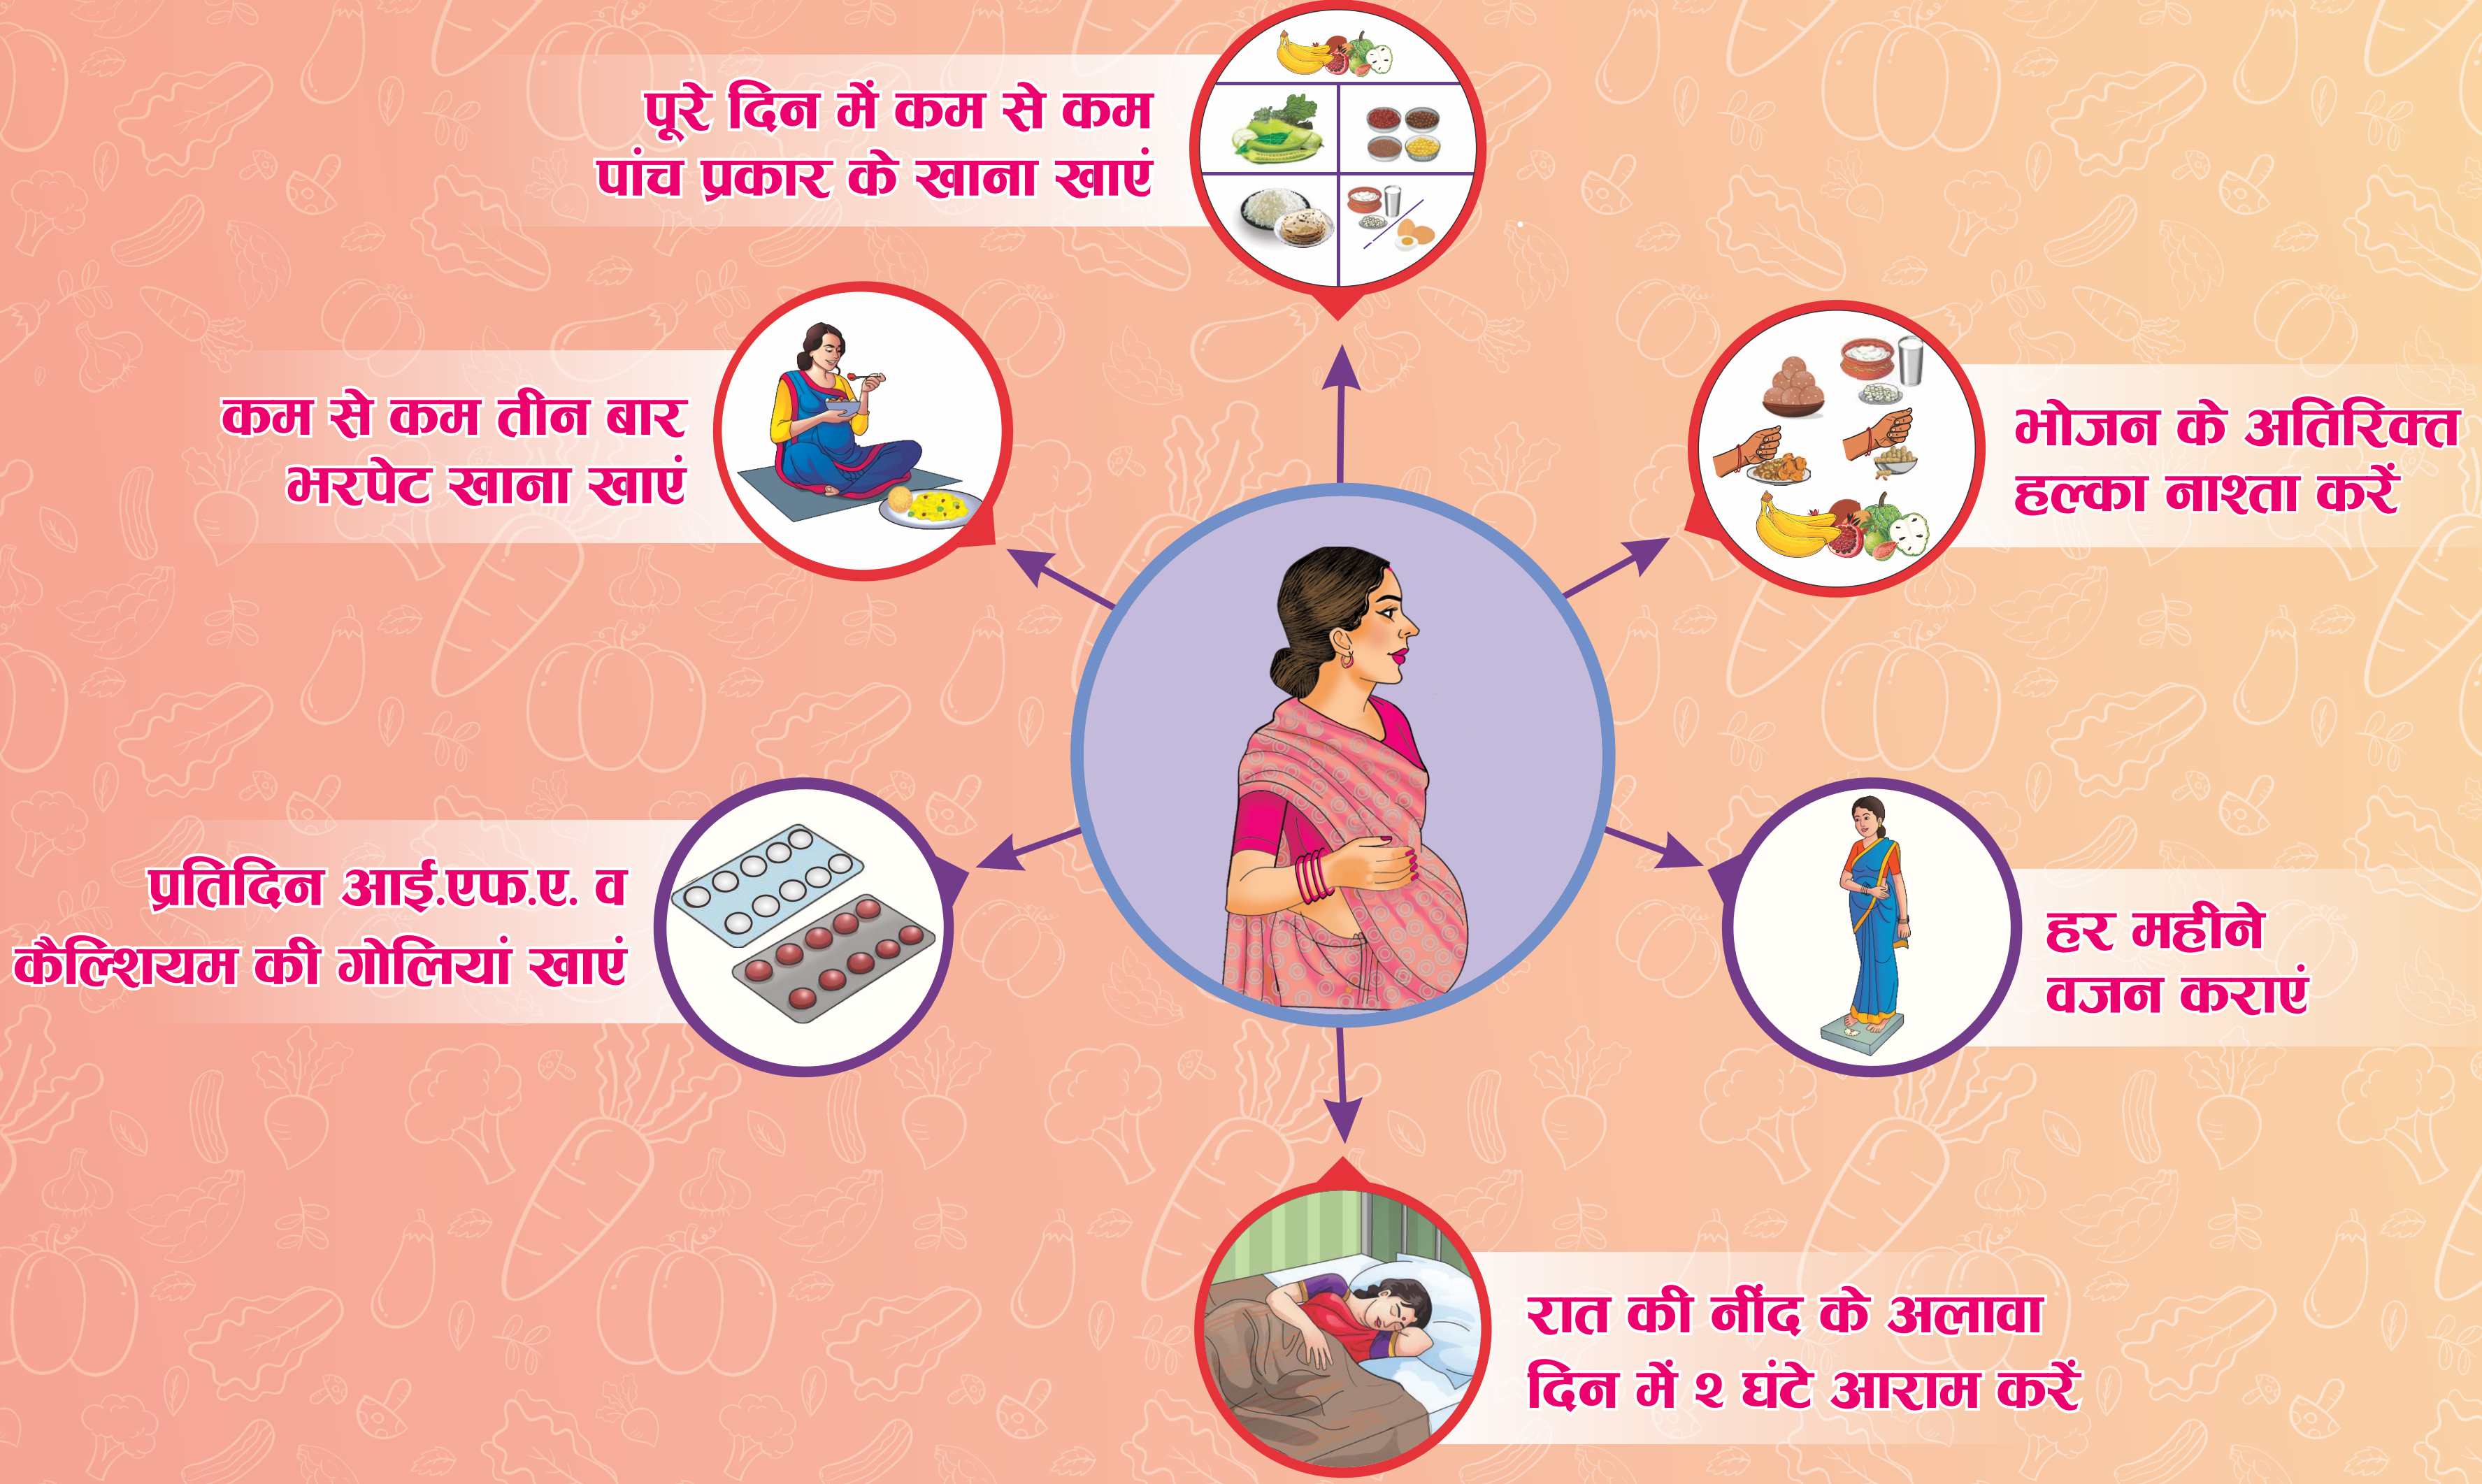 पूरे दिन में कम से कम
पांच प्रकार के खाना खाएं
कम से कम तीन बार
भरपेट खाना खाएं
भोजन के अतिरिक्त
हल्का नाश्ता करें
प्रतिदिन आई.एफ.ए. व
कैल्शियम की गोलियां खाएं
हर महीने
वजन कराएं
रात की नींद के अलावा
दिन में २ घंटे आराम करें